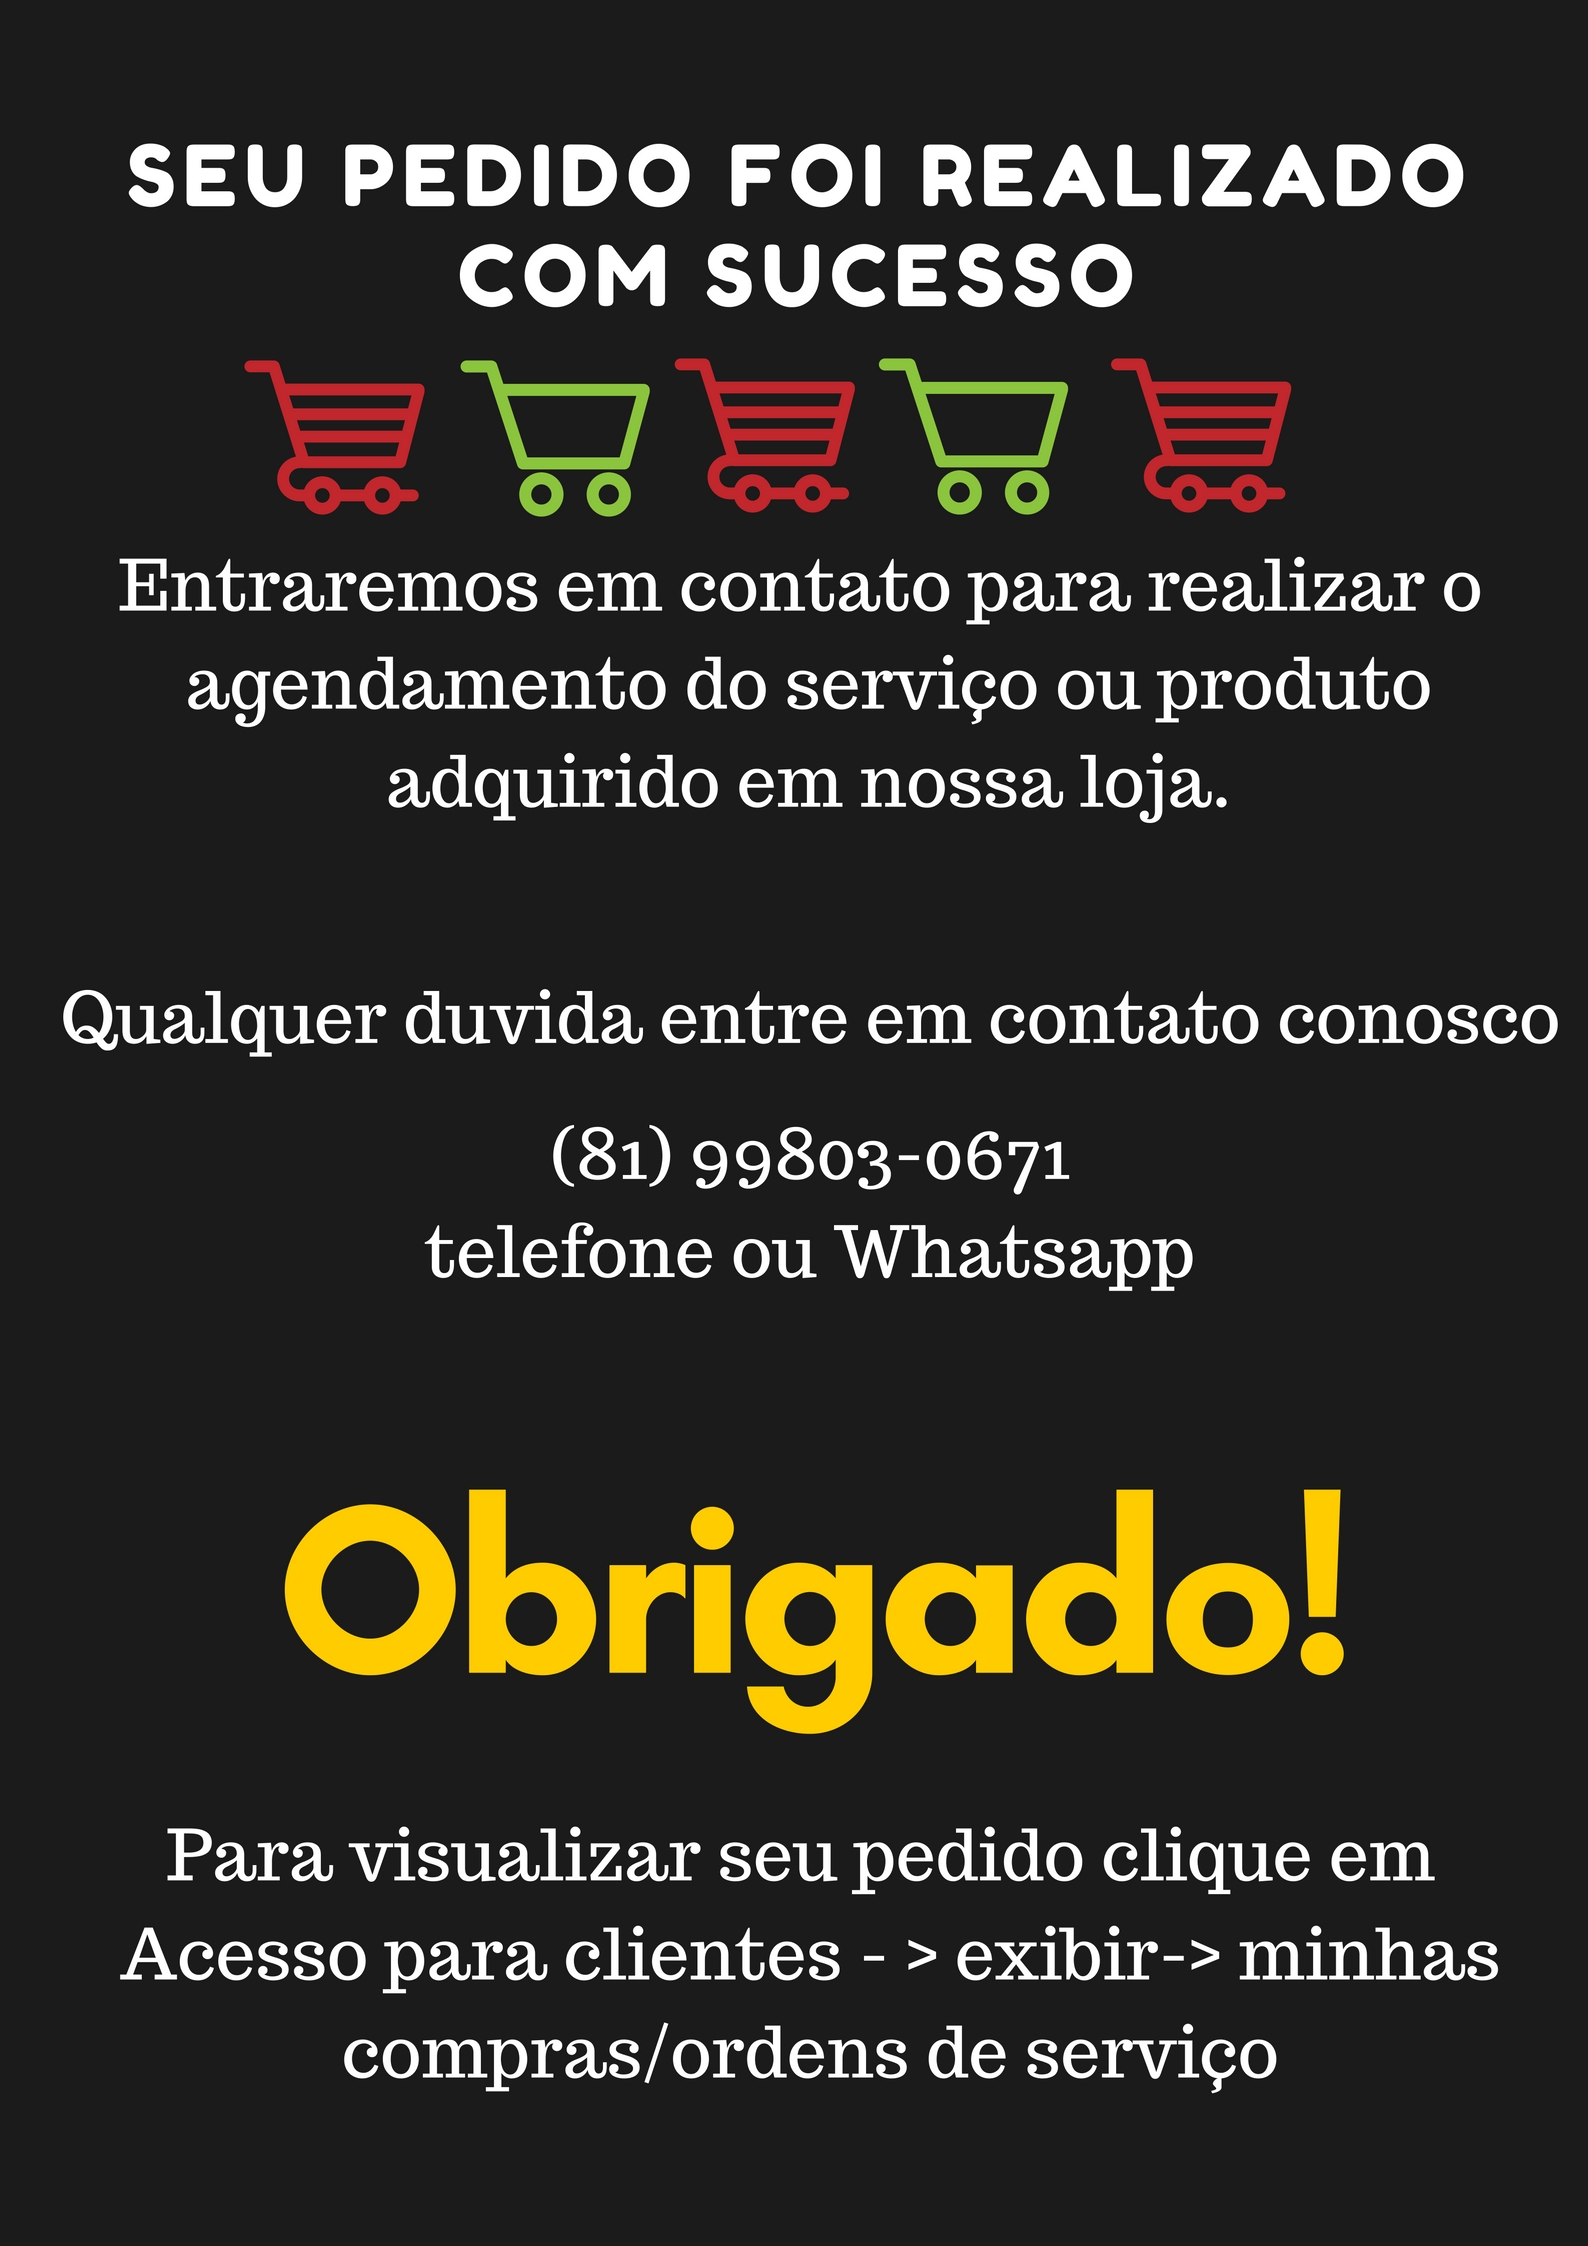 SEU PEDIDO FOI REALIZADO
COM SUCESSO
Entraremos em contato para realizar o
agendamento do serviço ou produto
adquirido em nossa loja.
Qualquer duvida entre em contato conosco
(81) 99803-0671
telefone ou Whatsapp
Obrigado!
Para visualizar seu pedido clique em
Acesso para clientes - > exibir-> minhas
compras/ordens de serviço